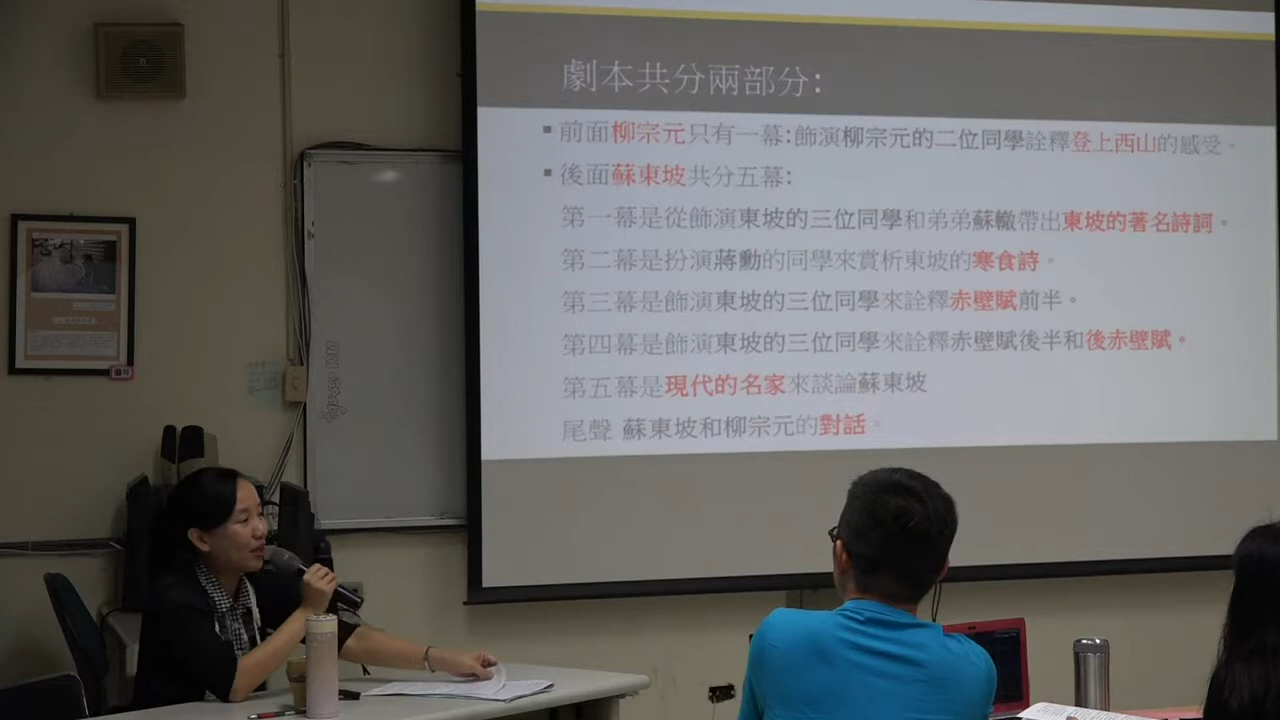 劇本共分兩部分:
▪ 前面柳宗元只有一幕:飾演柳宗元的二位同學詮釋登上西山的感受。
▪ 後面蘇東坡共分五幕:
第一幕是從飾演東坡的三位同學和弟弟蘇轍帶出東坡的著名詩詞。
第二幕是扮演蔣勳的同學來賞析東坡的寒食詩。
第三幕是飾演東坡的三位同學來詮釋赤壁賦前半。
第四幕是飾演東坡的三位同學來詮釋赤壁賦後半和後赤壁賦。
第五幕是現代的名家來談論蘇東坡
尾聲 蘇東坡和柳宗元的對話。